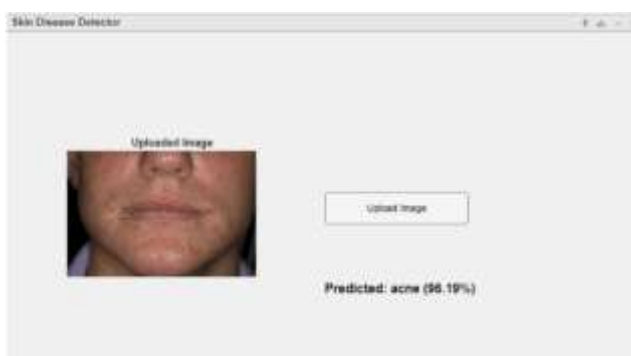 Skin Disease Detector
Uploaded Image
Upload Image
Predicted: acne (96.19%)